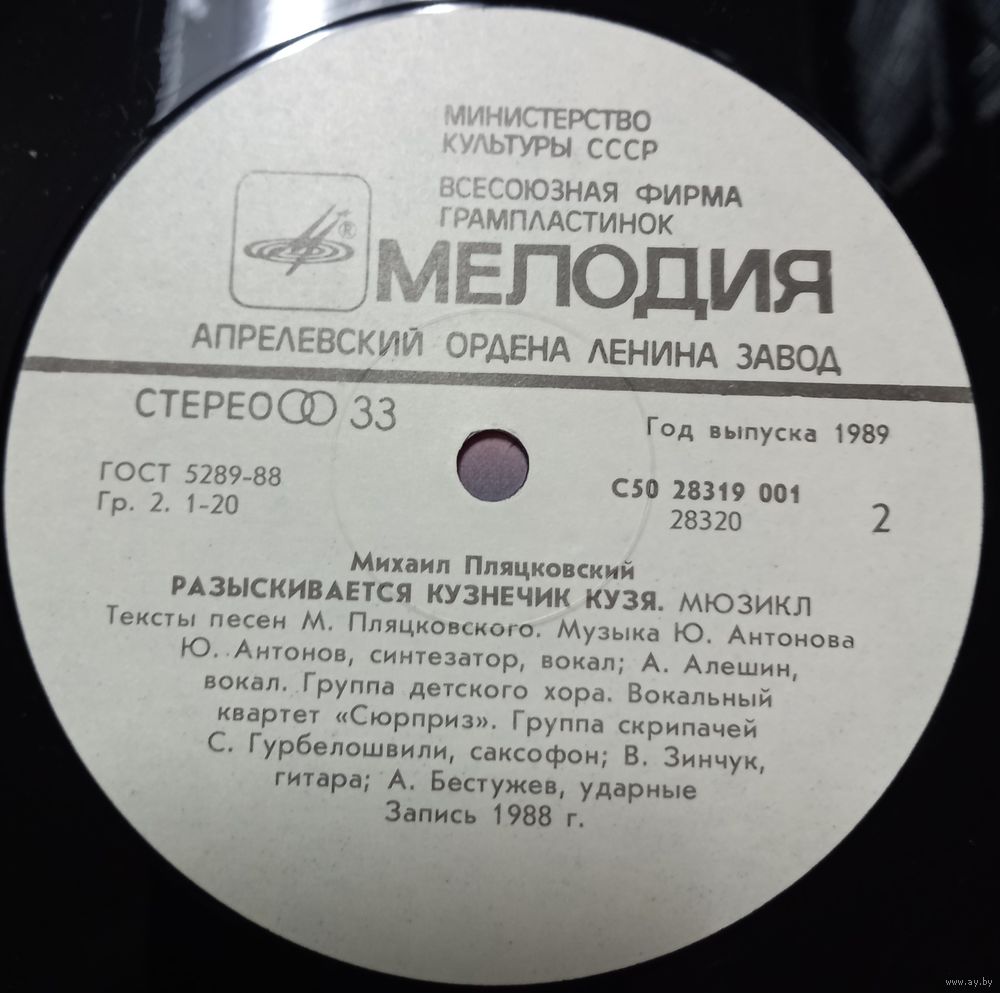 МИНИСТЕРСТВО
КУЛЬТУРЫ СССР
ВСЕСОЮЗНАЯ ФИРМА
ГРАМПЛАСТИНОК
®
МЕЛОДИЯ
АПРЕЛЕВСКИЙ ОРДЕНА ЛЕНИНА ЗАВОД
СТЕРЕО 33
Год выпуска 1989
ГОСТ 5289-88
Гр. 2. 1-20
С50 28319 001
28320
2
Михаил Пляцковский
РАЗЫСКИВАЕТСЯ КУЗНЕЧИК КУЗЯ. МЮЗИКЛ
Тексты песен М. Пляцковского. Музыка Ю. Антонова
Ю. Антонов, синтезатор, вокал; А. Алешин,
вокал. Группа детского хора. Вокальный
квартет «Сюрприз». Группа скрипачей
С. Гурбелошвили, саксофон; В. Зинчук,
гитара; А. Бестужев, ударные
Запись 1988 г.
www.ay.by